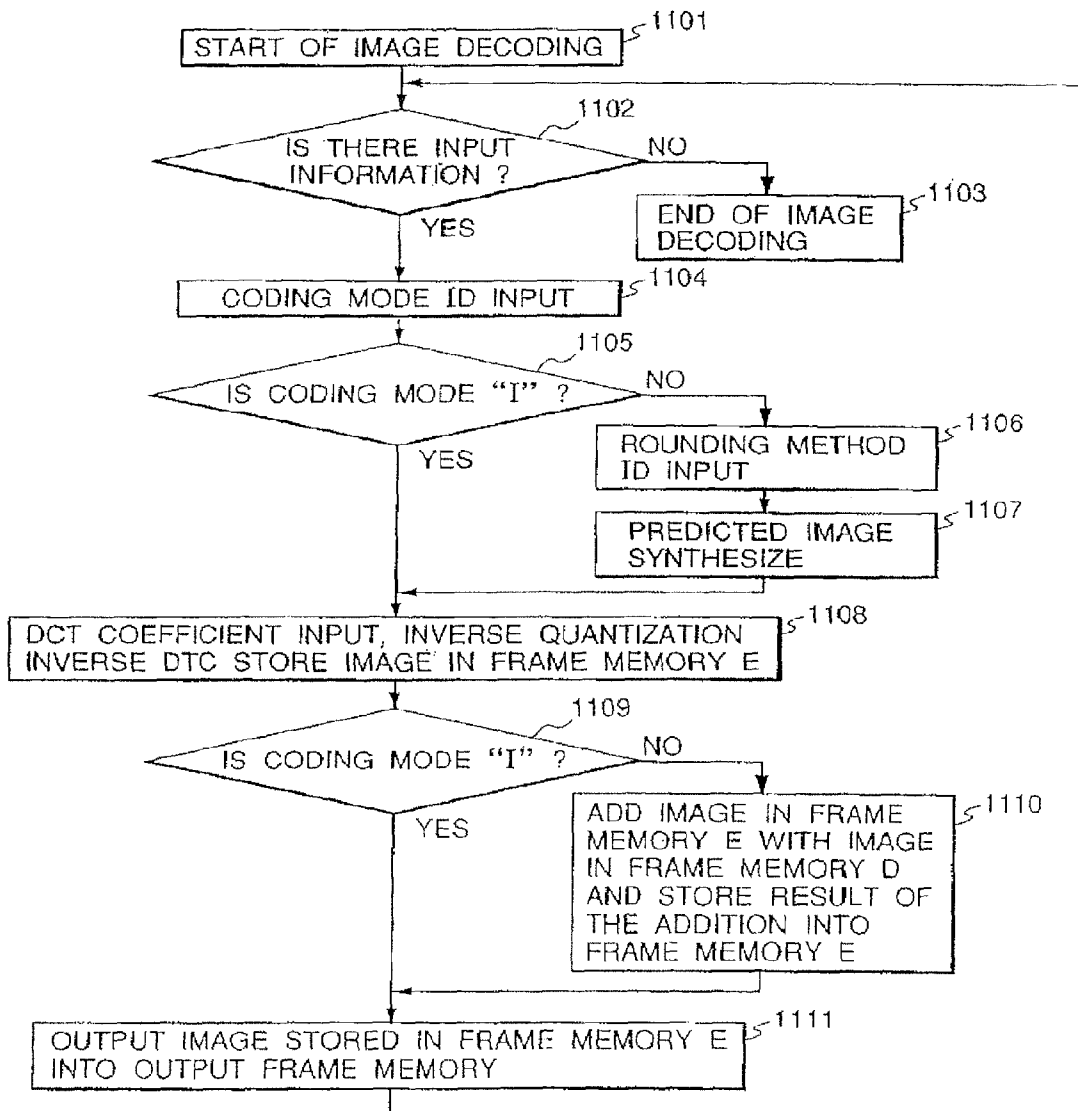 1101
START OF IMAGE DECODING
1102
IS THERE INPUT
INFORMATION ?
NO
YES
1103
END OF IMAGE
DECODING
1104
CODING MODE ID INPUT
1105
IS CODING MODE “I” ?
NO
YES
1106
ROUNDING METHOD
ID INPUT
1107
PREDICTED IMAGE
SYNTHESIZE
1108
DCT COEFFICIENT INPUT, INVERSE QUANTIZATION
INVERSE DTC STORE IMAGE IN FRAME MEMORY E
1109
IS CODING MODE “I” ?
NO
YES
1110
ADD IMAGE IN FRAME
MEMORY E WITH IMAGE
IN FRAME MEMORY D
AND STORE RESULT OF
THE ADDITION INTO
FRAME MEMORY E
1111
OUTPUT IMAGE STORED IN FRAME MEMORY E
INTO OUTPUT FRAME MEMORY